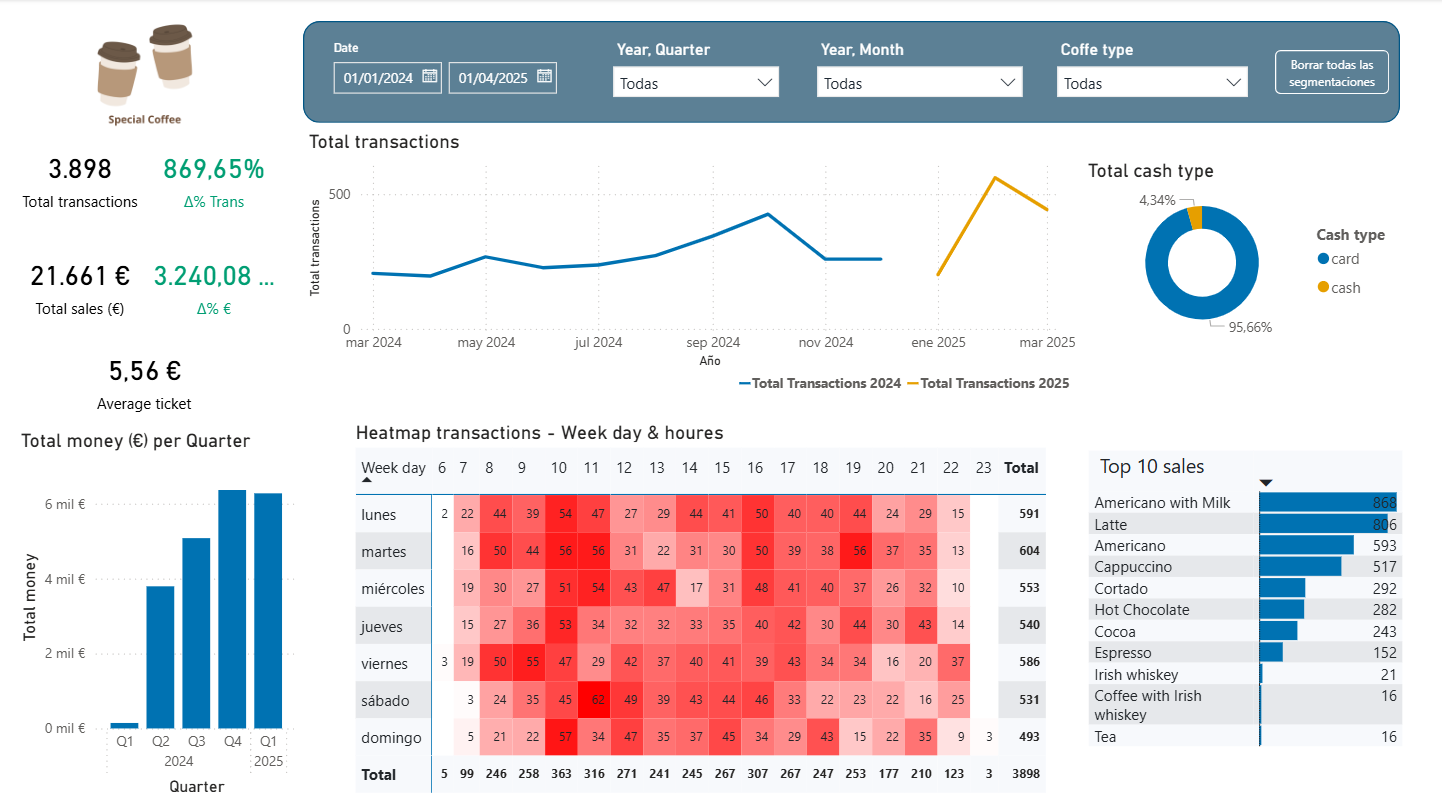 Special Coffee
Date
01/01/2024 01/04/2025
Year, Quarter
Todas
Year, Month
Todas
Coffe type
Todas
Borrar todas las
segmentaciones
3.898
Total transactions
869,65%
Δ% Trans
21.661 €
Total sales (€)
3.240,08 ...
Δ% €
5,56 €
Average ticket
Total transactions
Total transactions
500
0
mar 2024 may 2024 jul 2024 sep 2024 nov 2024 ene 2025 mar 2025
Año
Total Transactions 2024 Total Transactions 2025
Total cash type
4,34%
95,66%
Cash type
card
cash
Total money (€) per Quarter
Total money
6 mil €
4 mil €
2 mil €
0 mil €
Q1 Q2 Q3 Q4 Q1
2024 2025
Quarter
Heatmap transactions - Week day & houres
Week day 6 7 8 9 10 11 12 13 14 15 16 17 18 19 20 21 22 23 Total
lunes 2 22 44 39 54 47 27 29 44 41 50 40 40 44 24 29 15 591
martes 16 50 44 56 56 31 22 31 30 50 39 38 56 37 35 13 604
miércoles 19 30 27 51 54 43 47 17 31 48 41 40 37 26 32 10 553
jueves 15 27 36 53 34 32 32 33 35 40 42 30 44 30 43 14 540
viernes 3 19 50 55 47 29 42 37 40 41 39 43 34 34 16 20 37 586
sábado 3 24 35 45 62 49 39 43 44 46 33 22 23 22 16 25 531
domingo 5 21 22 57 34 47 35 37 45 34 29 43 15 22 35 9 3 493
Total 5 99 246 258 363 316 271 241 245 267 307 267 247 253 177 210 123 3 3898
Top 10 sales
Americano with Milk 868
Latte 806
Americano 593
Cappuccino 517
Cortado 292
Hot Chocolate 282
Cocoa 243
Espresso 152
Irish whiskey 21
Coffee with Irish 16
whiskey
Tea 16